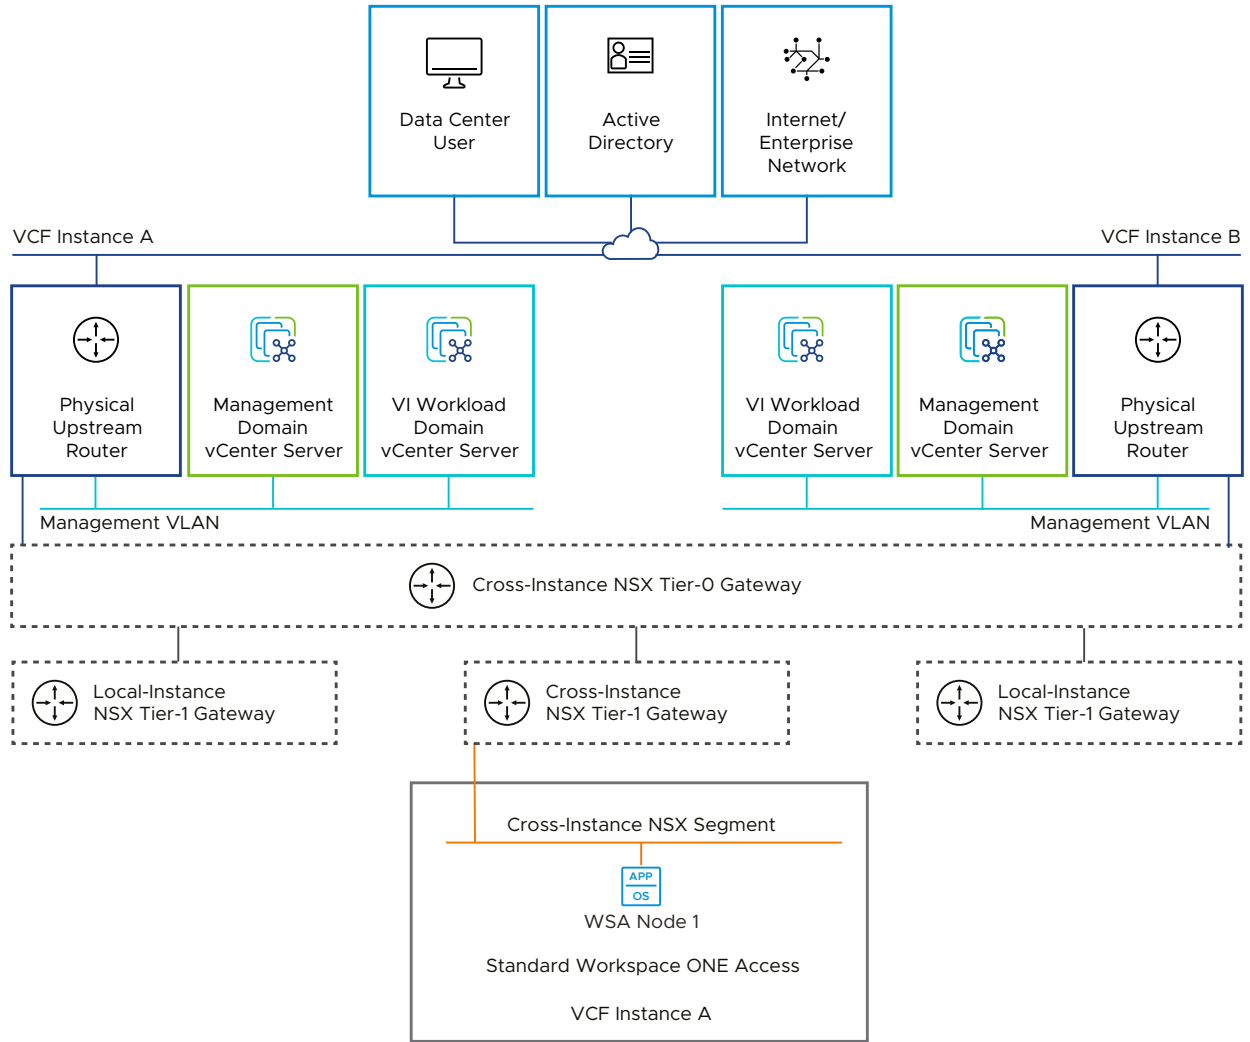 Data Center
User
Active
Directory
Internet/
Enterprise
Network
VCF Instance A
VCF Instance B
Physical
Upstream
Router
Management
Domain
vCenter Server
VI Workload
Domain
vCenter Server
VI Workload
Domain
vCenter Server
Management
Domain
vCenter Server
Physical
Upstream
Router
Management VLAN
Management VLAN
Cross-Instance NSX Tier-0 Gateway
Local-Instance
NSX Tier-1 Gateway
Cross-Instance
NSX Tier-1 Gateway
Local-Instance
NSX Tier-1 Gateway
Cross-Instance NSX Segment
APP
OS
WSA Node 1
Standard Workspace ONE Access
VCF Instance A